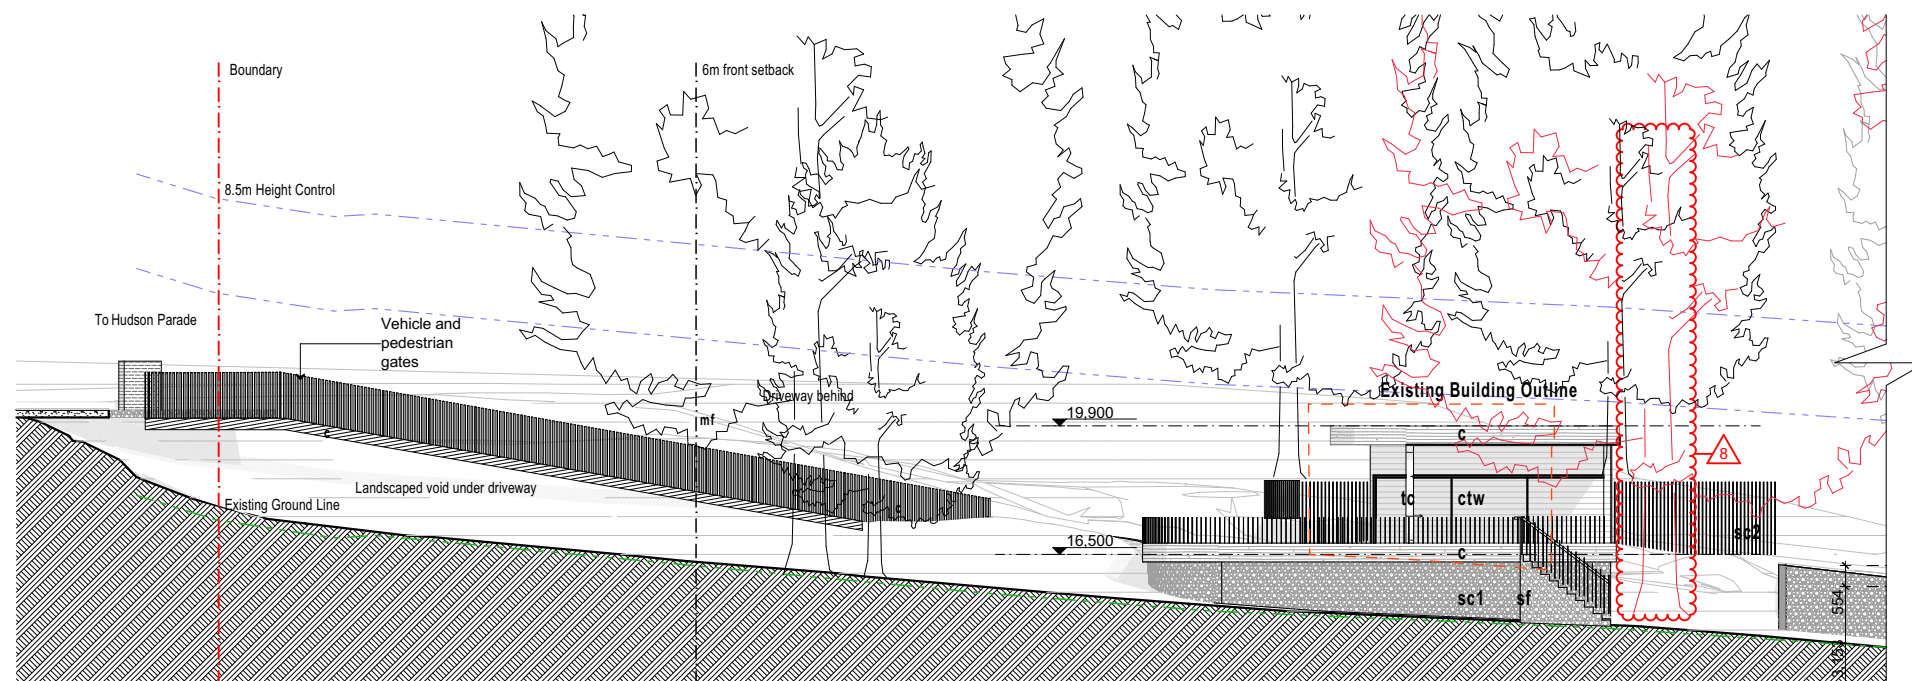 Boundary
6m front setback
8.5m Height Control
To Hudson Parade
Vehicle and
pedestrian
gates
Driveway behind
Existing Building Outline
mf
19,900
c
c
Landscaped void under driveway
tc
ctw
8
Existing Ground Line
c
sc2
16,500
c
sc1
sf
554